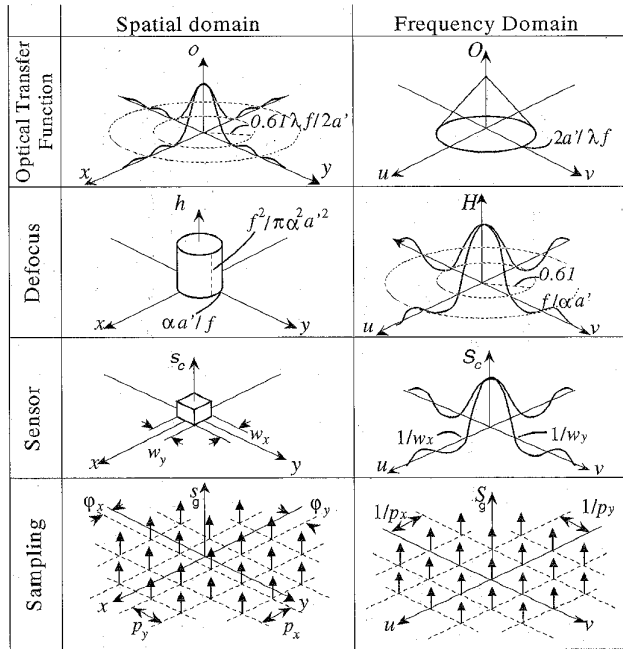 Spatial domain
Frequency Domain
Optical Transfer
Function
o
0.61λf/2a'
x
y
O
2a'/λf
u
v
Defocus
h
f²/πα²a'²
αa'/f
x
y
H
0.61
f/αa'
u
v
Sensor
s_c
w_x
w_y
x
y
S_c
1/w_x
1/w_y
u
v
Sampling
φ_x
s_g
φ_y
x
y
p_y
p_x
1/p_x
S_g
1/p_y
u
v